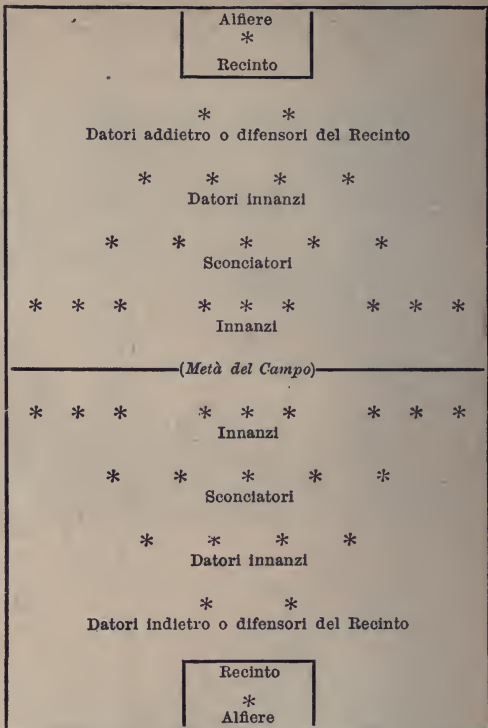 Alfiere
*
Recinto
* *
Datori addietro o difensori del Recinto
* * * *
Datori innanzi
* * * * *
Sconciatori
* * * * * * * * *
Innanzi
(Metà del Campo)
* * * * * * * * *
Innanzi
* * * * *
Sconciatori
* * * *
Datori innanzi
* *
Datori indietro o difensori del Recinto
Recinto
*
Alfiere